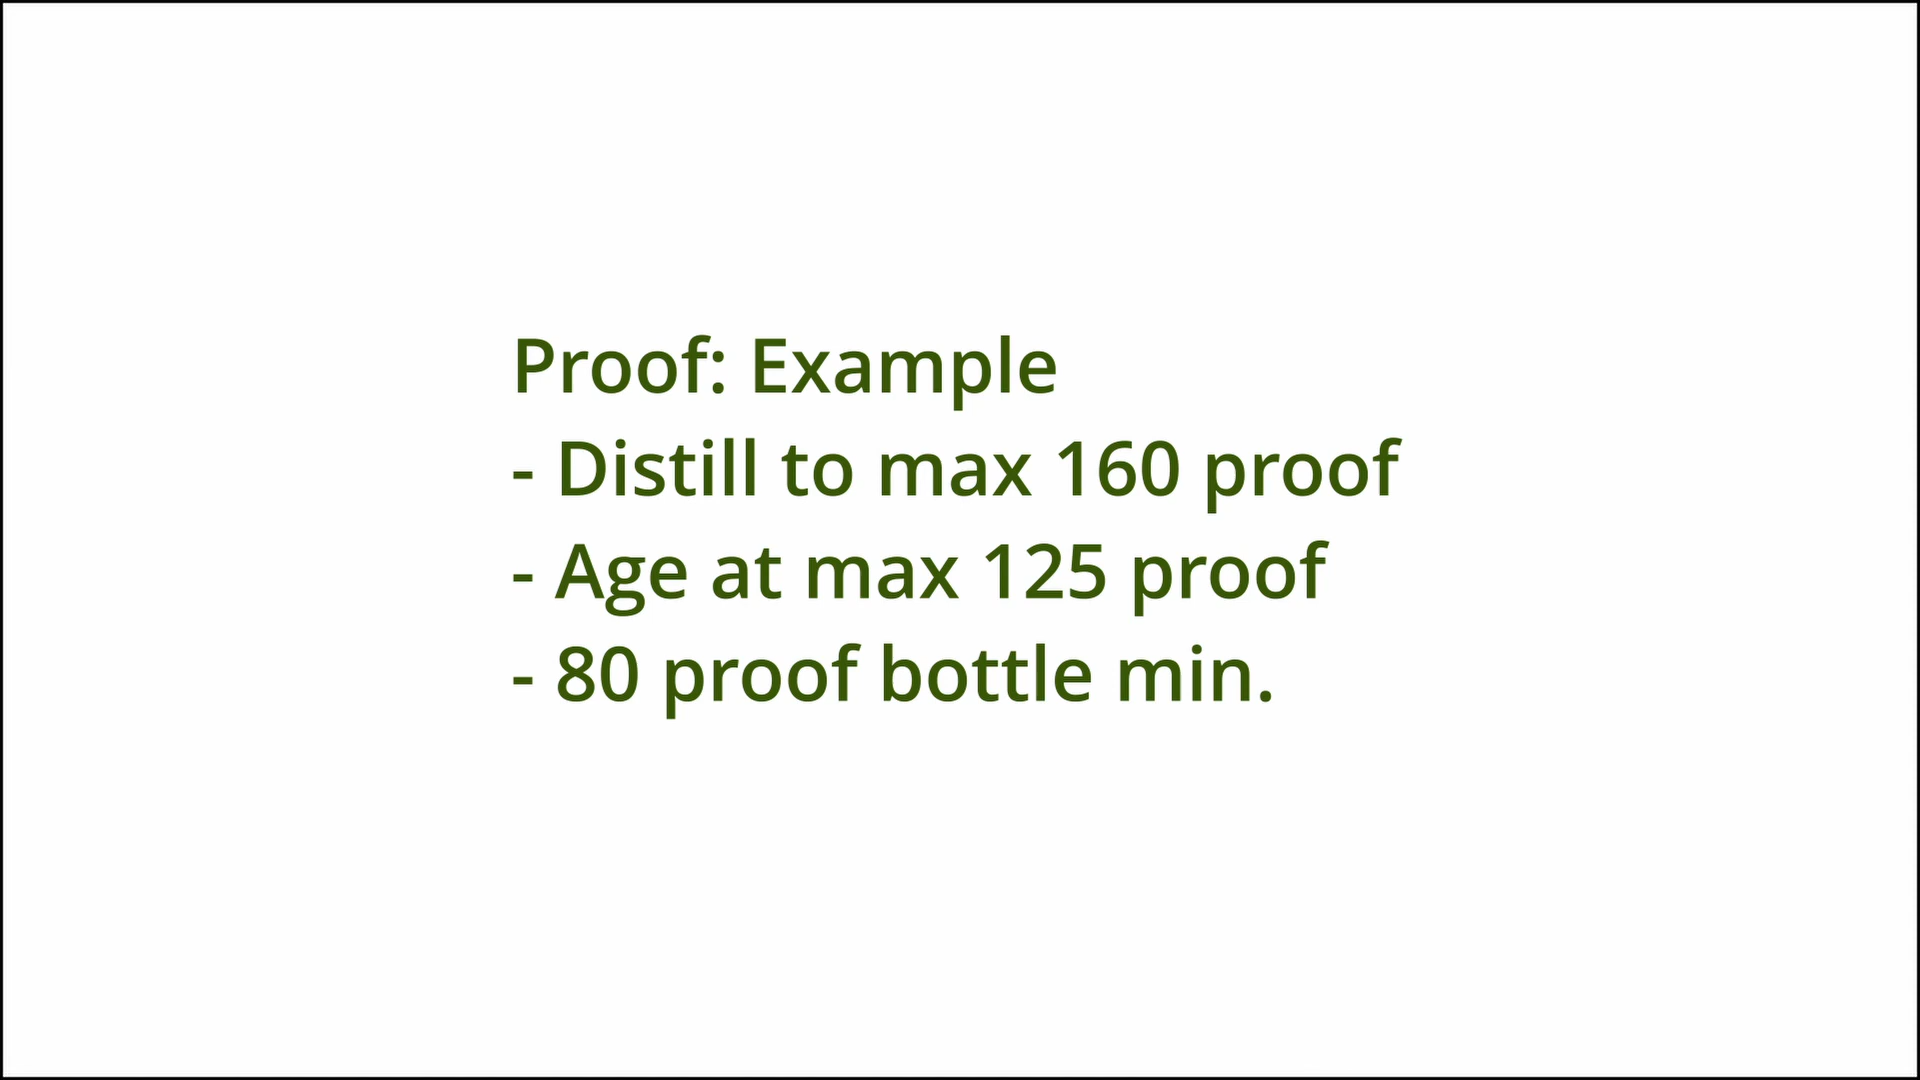 Proof: Example
- Distill to max 160 proof
- Age at max 125 proof
- 80 proof bottle min.